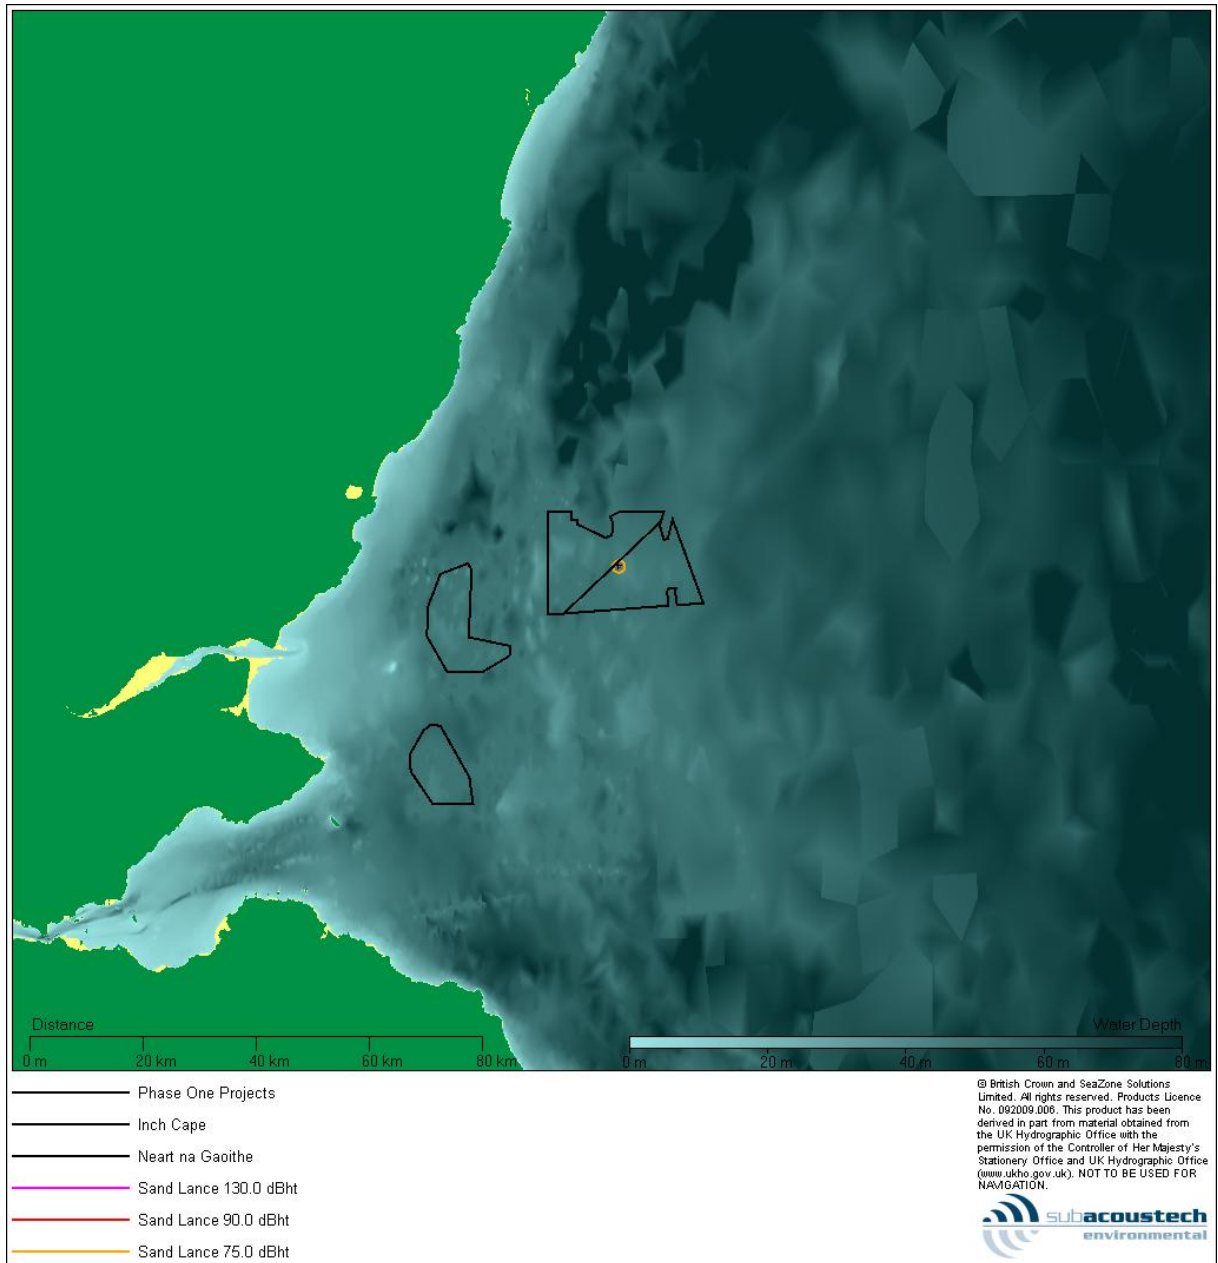 Distance
0 m 20 km 40 km 60 km 80 km
Water Depth
0 m 20 m 40 m 60 m 80 m
Phase One Projects
Inch Cape
Neart na Gaoithe
Sand Lance 130.0 dBht
Sand Lance 90.0 dBht
Sand Lance 75.0 dBht
© British Crown and SeaZone Solutions
Limited. All rights reserved. Products Licence
No. 092009.006. This product has been
derived in part from material obtained from
the UK Hydrographic Office with the
permission of the Controller of Her Majesty's
Stationery Office and UK Hydrographic Office
(www.ukho.gov.uk). NOT TO BE USED FOR
NAVIGATION.
subacoustech
environmental